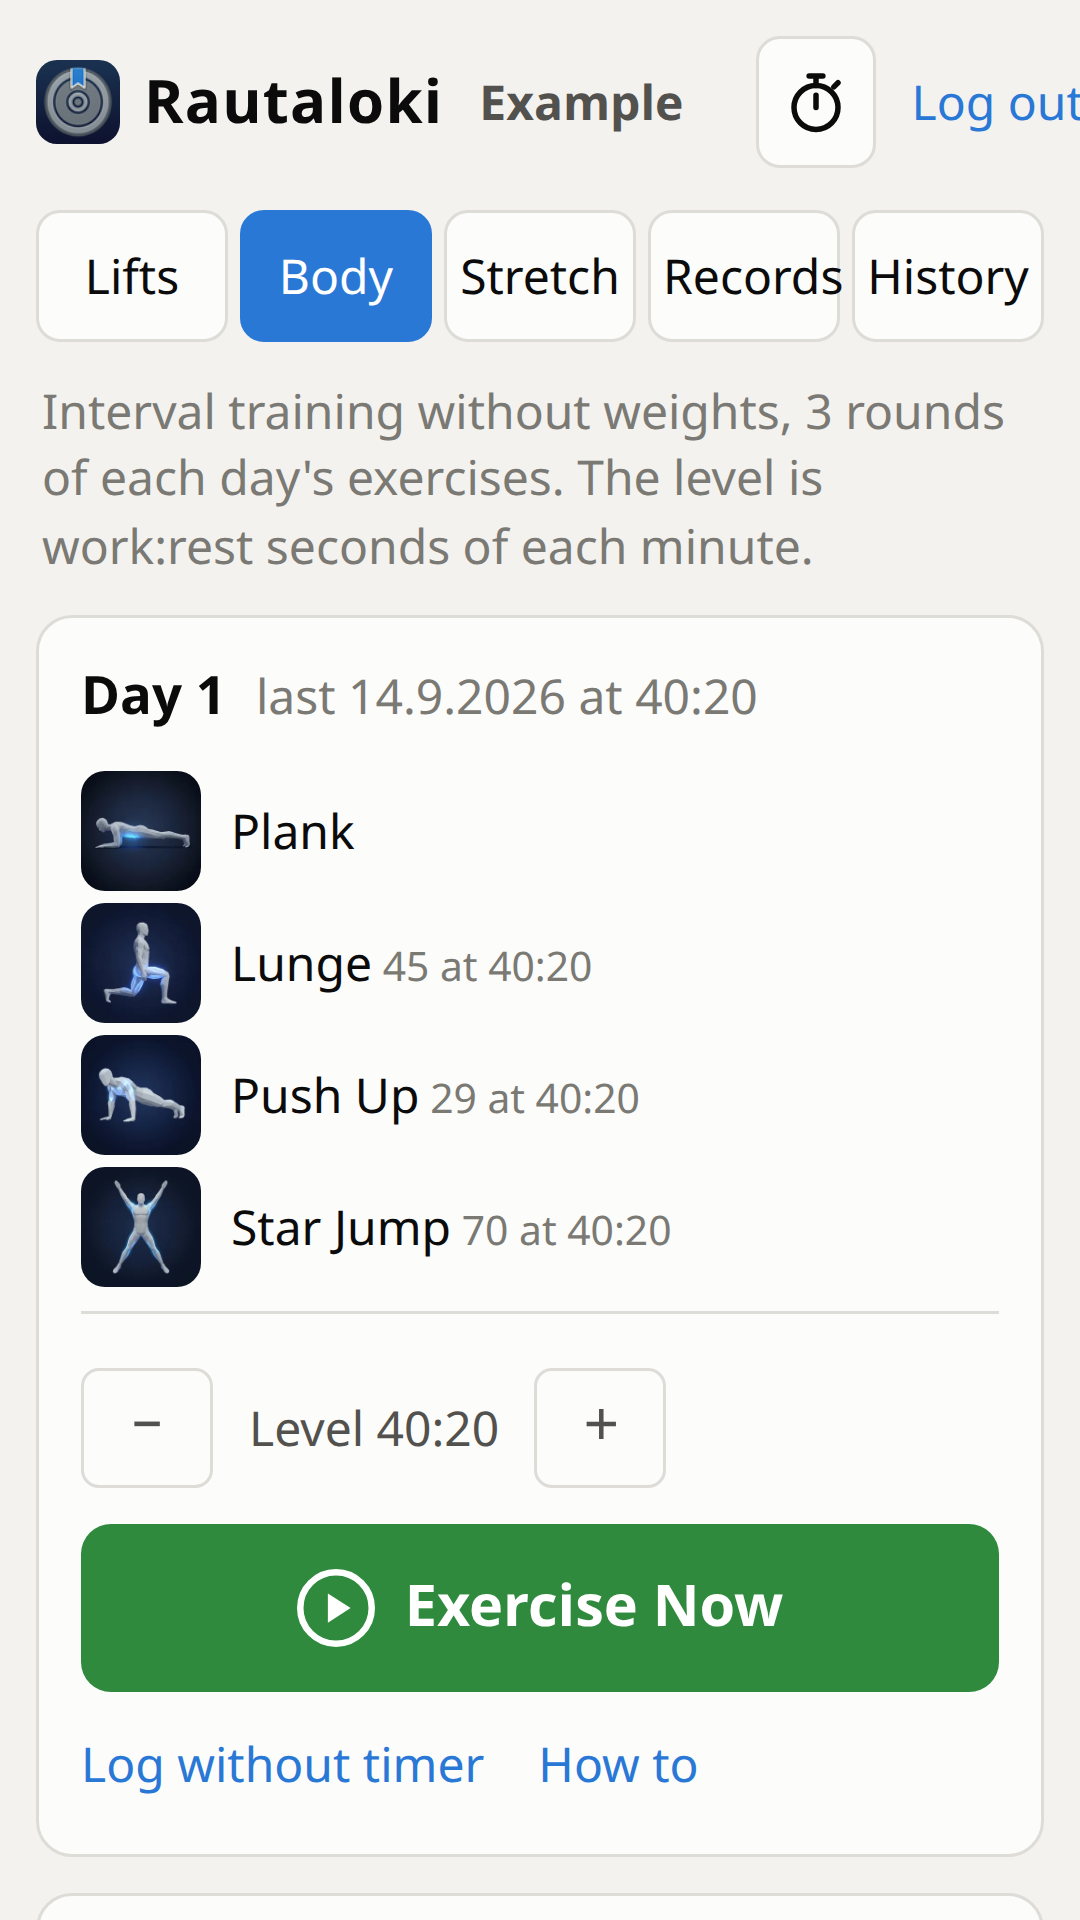 Rautaloki Example Log out
Lifts Body Stretch Records History
Interval training without weights, 3 rounds
of each day's exercises. The level is
work:rest seconds of each minute.
Day 1 last 14.9.2026 at 40:20
Plank
Lunge 45 at 40:20
Push Up 29 at 40:20
Star Jump 70 at 40:20
− Level 40:20 +
Exercise Now
Log without timer How to